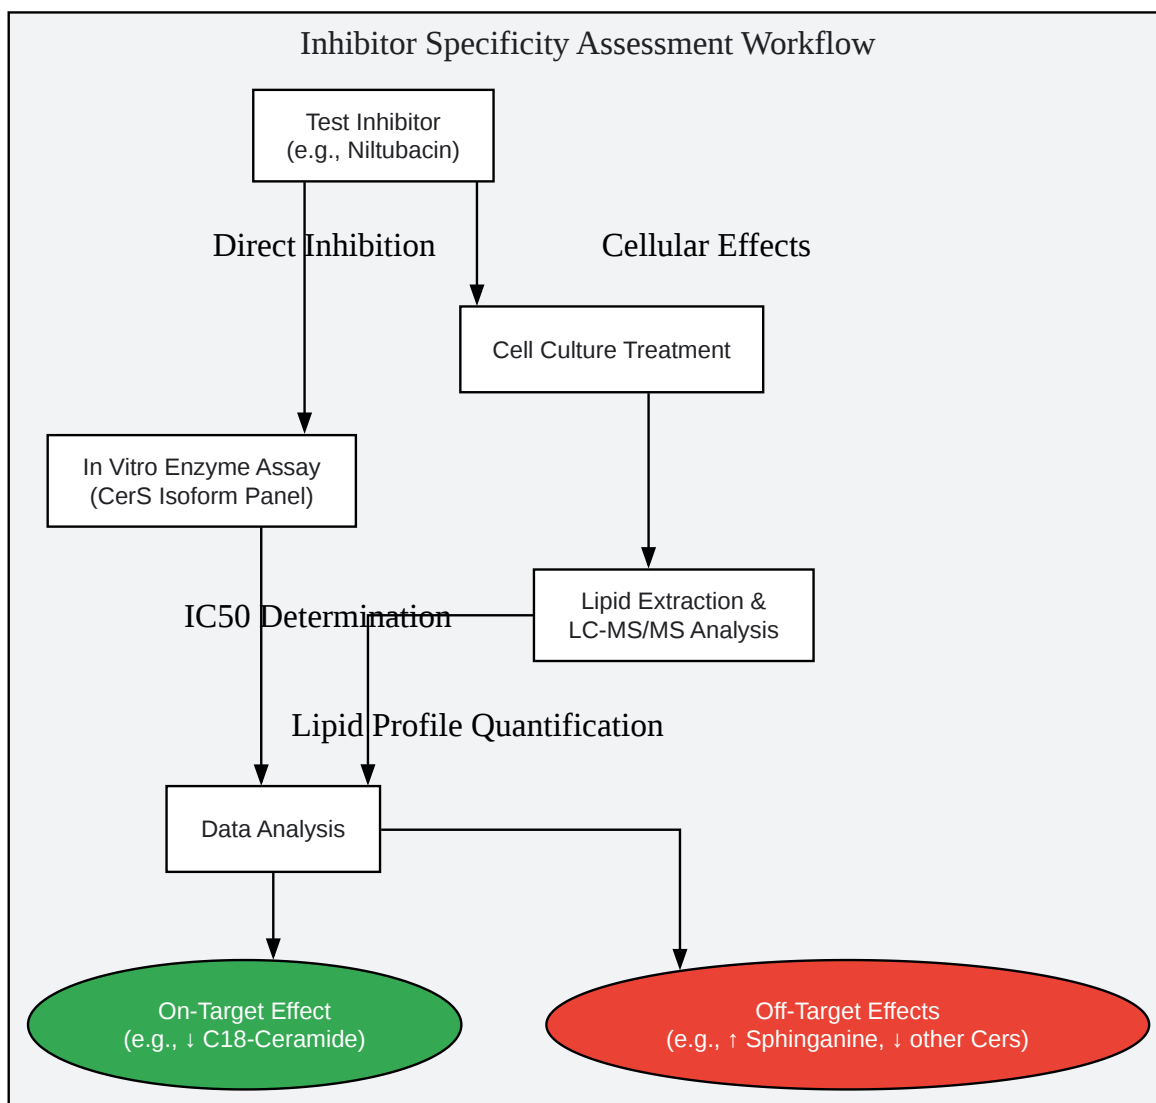 Inhibitor Specificity Assessment Workflow
Test Inhibitor
(e.g., Niltubacin)
Direct Inhibition
Cellular Effects
Cell Culture Treatment
In Vitro Enzyme Assay
(CerS Isoform Panel)
Lipid Extraction &
LC-MS/MS Analysis
IC50 Determination
Lipid Profile Quantification
Data Analysis
On-Target Effect
(e.g., ↓ C18-Ceramide)
Off-Target Effects
(e.g., ↑ Sphinganine, ↓ other Cers)